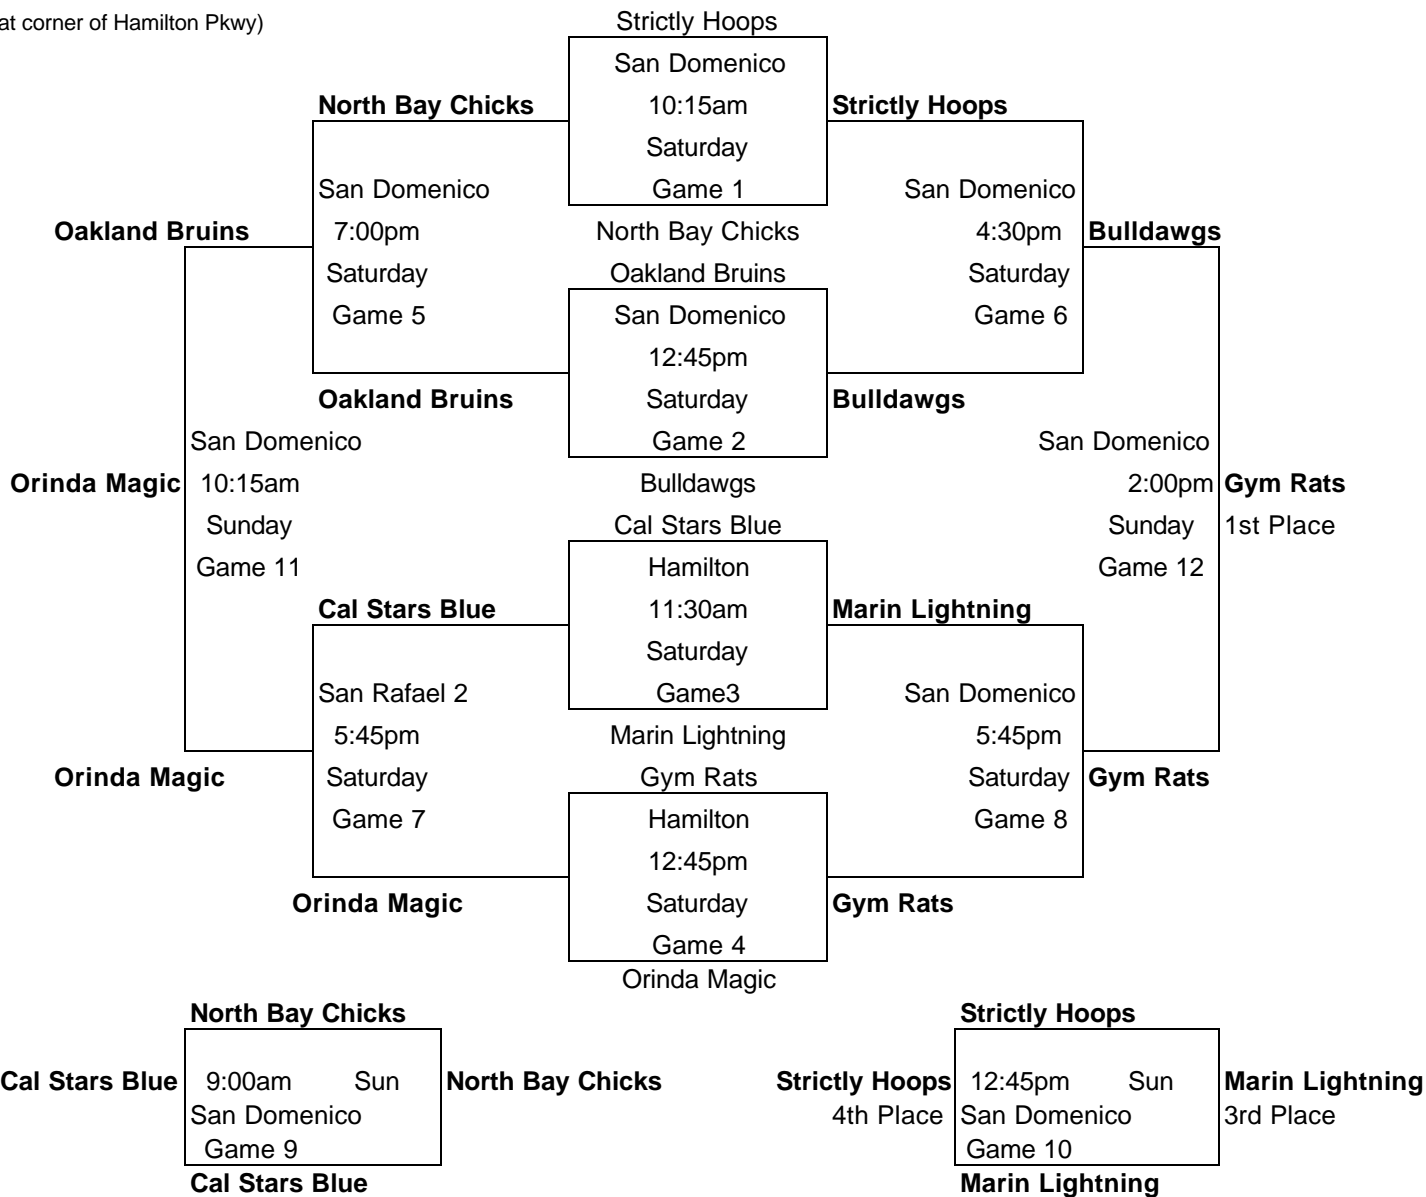 at corner of Hamilton Pkwy)
Strictly Hoops
San Domenico
North Bay Chicks 10:15am Strictly Hoops
Saturday
San Domenico Game 1 San Domenico
Oakland Bruins 7:00pm North Bay Chicks 4:30pm Bulldawgs
Saturday Oakland Bruins Saturday
Game 5 San Domenico Game 6
12:45pm
Oakland Bruins Saturday Bulldawgs
San Domenico Game 2 San Domenico
Orinda Magic 10:15am Bulldawgs 2:00pm Gym Rats
Sunday Cal Stars Blue Sunday 1st Place
Game 11 Hamilton Game 12
Cal Stars Blue 11:30am Marin Lightning
Saturday
San Rafael 2 Game3 San Domenico
5:45pm Marin Lightning 5:45pm
Orinda Magic Saturday Gym Rats Saturday Gym Rats
Game 7 Hamilton Game 8
12:45pm
Orinda Magic Saturday Gym Rats
Game 4
Orinda Magic
North Bay Chicks Strictly Hoops
Cal Stars Blue 9:00am Sun North Bay Chicks Strictly Hoops 12:45pm Sun Marin Lightning
San Domenico 4th Place San Domenico 3rd Place
Game 9 Game 10
Cal Stars Blue Marin Lightning